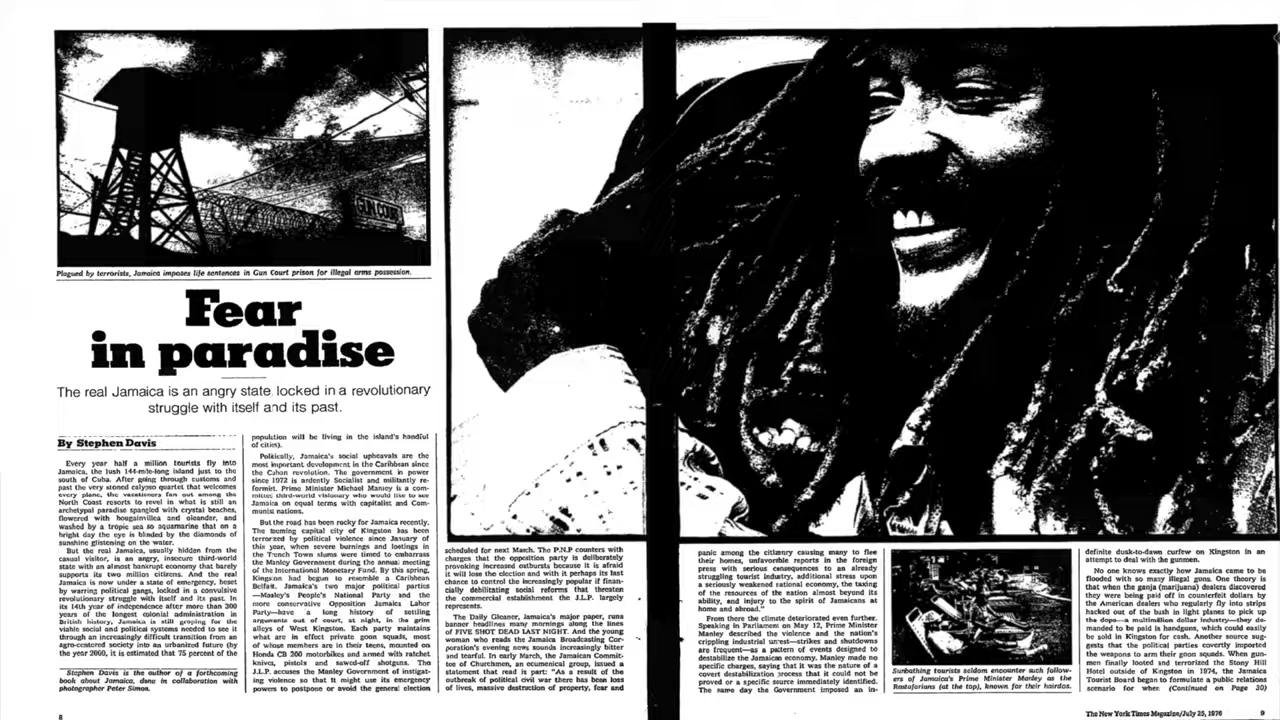 GUN COURT
Plagued by terrorists, Jamaica imposes life sentences in Gun Court prison for illegal arms possession.
Fear
in paradise
The real Jamaica is an angry state locked in a revolutionary
struggle with itself and its past.
By Stephen Davis
Every year half a million tourists fly into
Jamaica, the lush 144-mile-long island just to the
south of Cuba. After going through customs and
past the very stoned calypso quartet that welcomes
every plane, the vacationers fan out among the
North Coast resorts to revel in what is still an
archetypal paradise spangled with crystal beaches,
flowered with bougainvillea and oleander, and
washed by a tropic sea so aquamarine that on a
bright day the eye is blinded by the diamonds of
sunshine glistening on the water.
But the real Jamaica, usually hidden from the
casual visitor, is an angry, insecure third-world
state with an almost bankrupt economy that barely
supports its two million citizens. And the real
Jamaica is now under a state of emergency, beset
by warring political gangs, locked in a convulsive
revolutionary struggle with itself and its past. In
its 14th year of independence after more than 300
years of the longest colonial administration in
British history, Jamaica is still groping for the
viable social and political systems needed to see it
through an increasingly difficult transition from an
agro-centered society into an urbanized future (by
the year 2000, it is estimated that 75 percent of the
Stephen Davis is the author of a forthcoming
book about Jamaica, done in collaboration with
photographer Peter Simon.
population will be living in the island's handful
of cities).
Politically, Jamaica's social upheavals are the
most important development in the Caribbean since
the Cuban revolution. The government in power
since 1972 is ardently Socialist and militantly re-
formist. Prime Minister Michael Manley is a com-
mitted third-world visionary who would like to see
Jamaica on equal terms with capitalist and Com-
munist nations.
But the road has been rocky for Jamaica recently.
The teeming capital city of Kingston has been
terrorized by political violence since January of
this year, when severe burnings and lootings in
the Trench Town slums were timed to embarrass
the Manley Government during the annual meeting
of the International Monetary Fund. By this spring,
Kingston had begun to resemble a Caribbean
Belfast. Jamaica's two major political parties
—Manley's People's National Party and the
more conservative Opposition Jamaica Labor
Party—have a long history of settling
arguments out of court, at night, in the grim
alleys of West Kingston. Each party maintains
what are in effect private goon squads, most
of whose members are in their teens, mounted on
Honda CB 200 motorbikes and armed with ratchet
knives, pistols and sawed-off shotguns. The
J.L.P. accuses the Manley Government of instigat-
ing violence so that it might use its emergency
powers to postpone or avoid the general election
scheduled for next March. The P.N.P counters with
charges that the opposition party is deliberately
provoking increased outbursts because it is afraid
it will lose the election and with it perhaps its last
chance to control the increasingly popular if finan-
cially debilitating social reforms that threaten
the commercial establishment the J.L.P. largely
represents.
The Daily Gleaner, Jamaica's major paper, runs
banner headlines many mornings along the lines
of FIVE SHOT DEAD LAST NIGHT. And the young
woman who reads the Jamaica Broadcasting Cor-
poration's evening news sounds increasingly bitter
and tearful. In early March, the Jamaican Commit-
tee of Churchmen, an ecumenical group, issued a
statement that read in part: "As a result of the
outbreak of political civil war there has been loss
of lives, massive destruction of property, fear and
panic among the citizenry causing many to flee
their homes, unfavorable reports in the foreign
press with serious consequences to an already
struggling tourist industry, additional stress upon
a seriously weakened national economy, the taxing
of the resources of the nation almost beyond its
ability, and injury to the spirit of Jamaicans at
home and abroad."
From there the climate deteriorated even further.
Speaking in Parliament on May 12, Prime Minister
Manley described the violence and the nation's
crippling industrial unrest—strikes and shutdowns
are frequent—as a pattern of events designed to
destabilize the Jamaican economy. Manley made no
specific charges, saying that it was the nature of a
covert destabilization process that it could not be
proved or a specific source immediately identified.
The same day the Government imposed an in-
Sunbathing tourists seldom encounter such follow-
ers of Jamaica's Prime Minister Manley as the
Rastafarians (at the top), known for their hairdos.
definite dusk-to-dawn curfew on Kingston in an
attempt to deal with the gunmen.
No one knows exactly how Jamaica came to be
flooded with so many illegal guns. One theory is
that when the ganja (marijuana) dealers discovered
they were being paid off in counterfeit dollars by
the American dealers who regularly fly into strips
hacked out of the bush in light planes to pick up
the dope—a multimillion dollar industry—they de-
manded to be paid in handguns, which could easily
be sold in Kingston for cash. Another source sug-
gests that the political parties covertly imported
the weapons to arm their goon squads. When gun-
men finally looted and terrorized the Stony Hill
Hotel outside of Kingston in 1974, the Jamaica
Tourist Board began to formulate a public relations
scenario for when (Continued on Page 30)
8
The New York Times Magazine/July 25, 1976 9